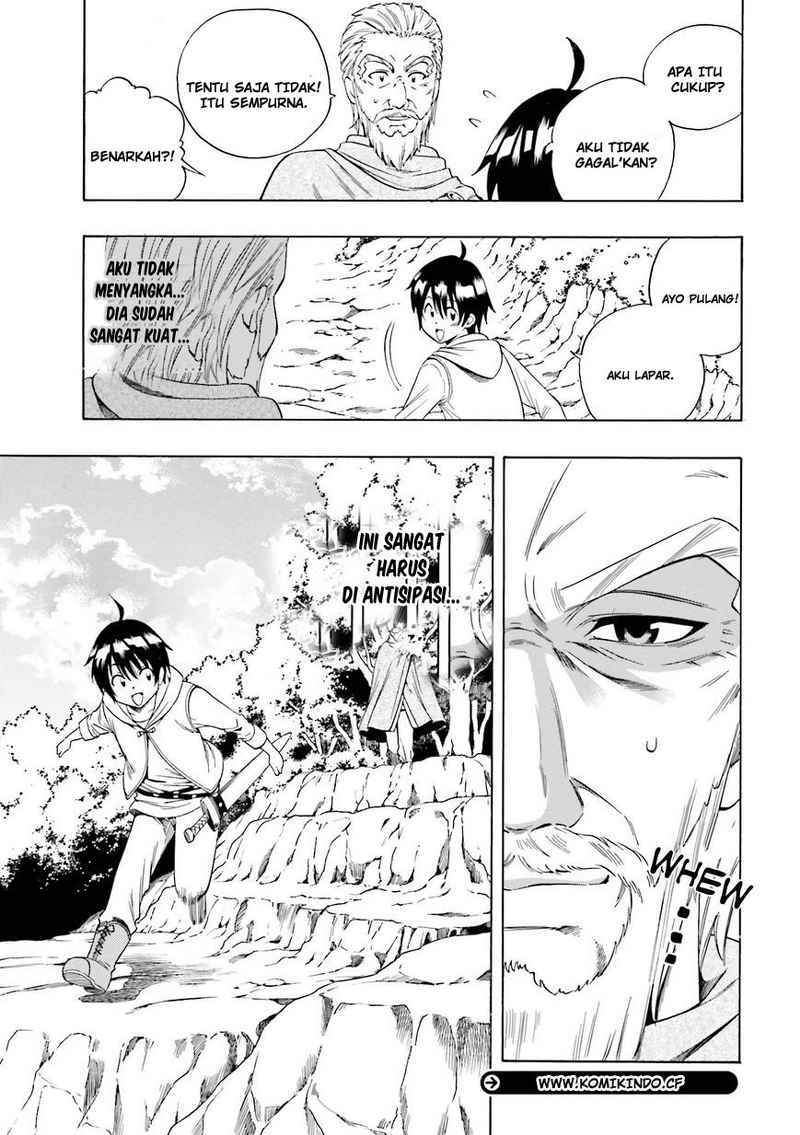 APA ITU
CUKUP?
AKU TIDAK
GAGAL'KAN?
TENTU SAJA TIDAK!
ITU SEMPURNA.
BENARKAH?!
AYO PULANG!
AKU LAPAR.
AKU TIDAK
MENYANGKA...
DIA SUDAH
SANGAT KUAT...
WHEW
INI SANGAT
HARUS
DI ANTISIPASI...
WWW.KOMIKINDO.CF